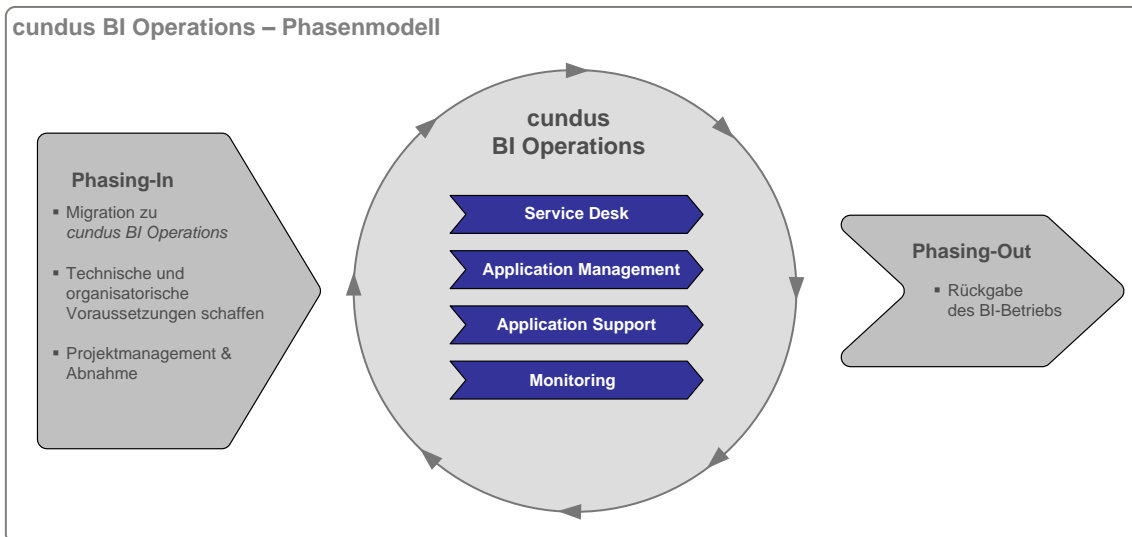 cundus BI Operations – Phasenmodell
Phasing-In
▪ Migration zu
cundus BI Operations
▪ Technische und
organisatorische
Voraussetzungen schaffen
▪ Projektmanagement &
Abnahme
cundus
BI Operations
Service Desk
Application Management
Application Support
Monitoring
Phasing-Out
▪ Rückgabe
des BI-Betriebs